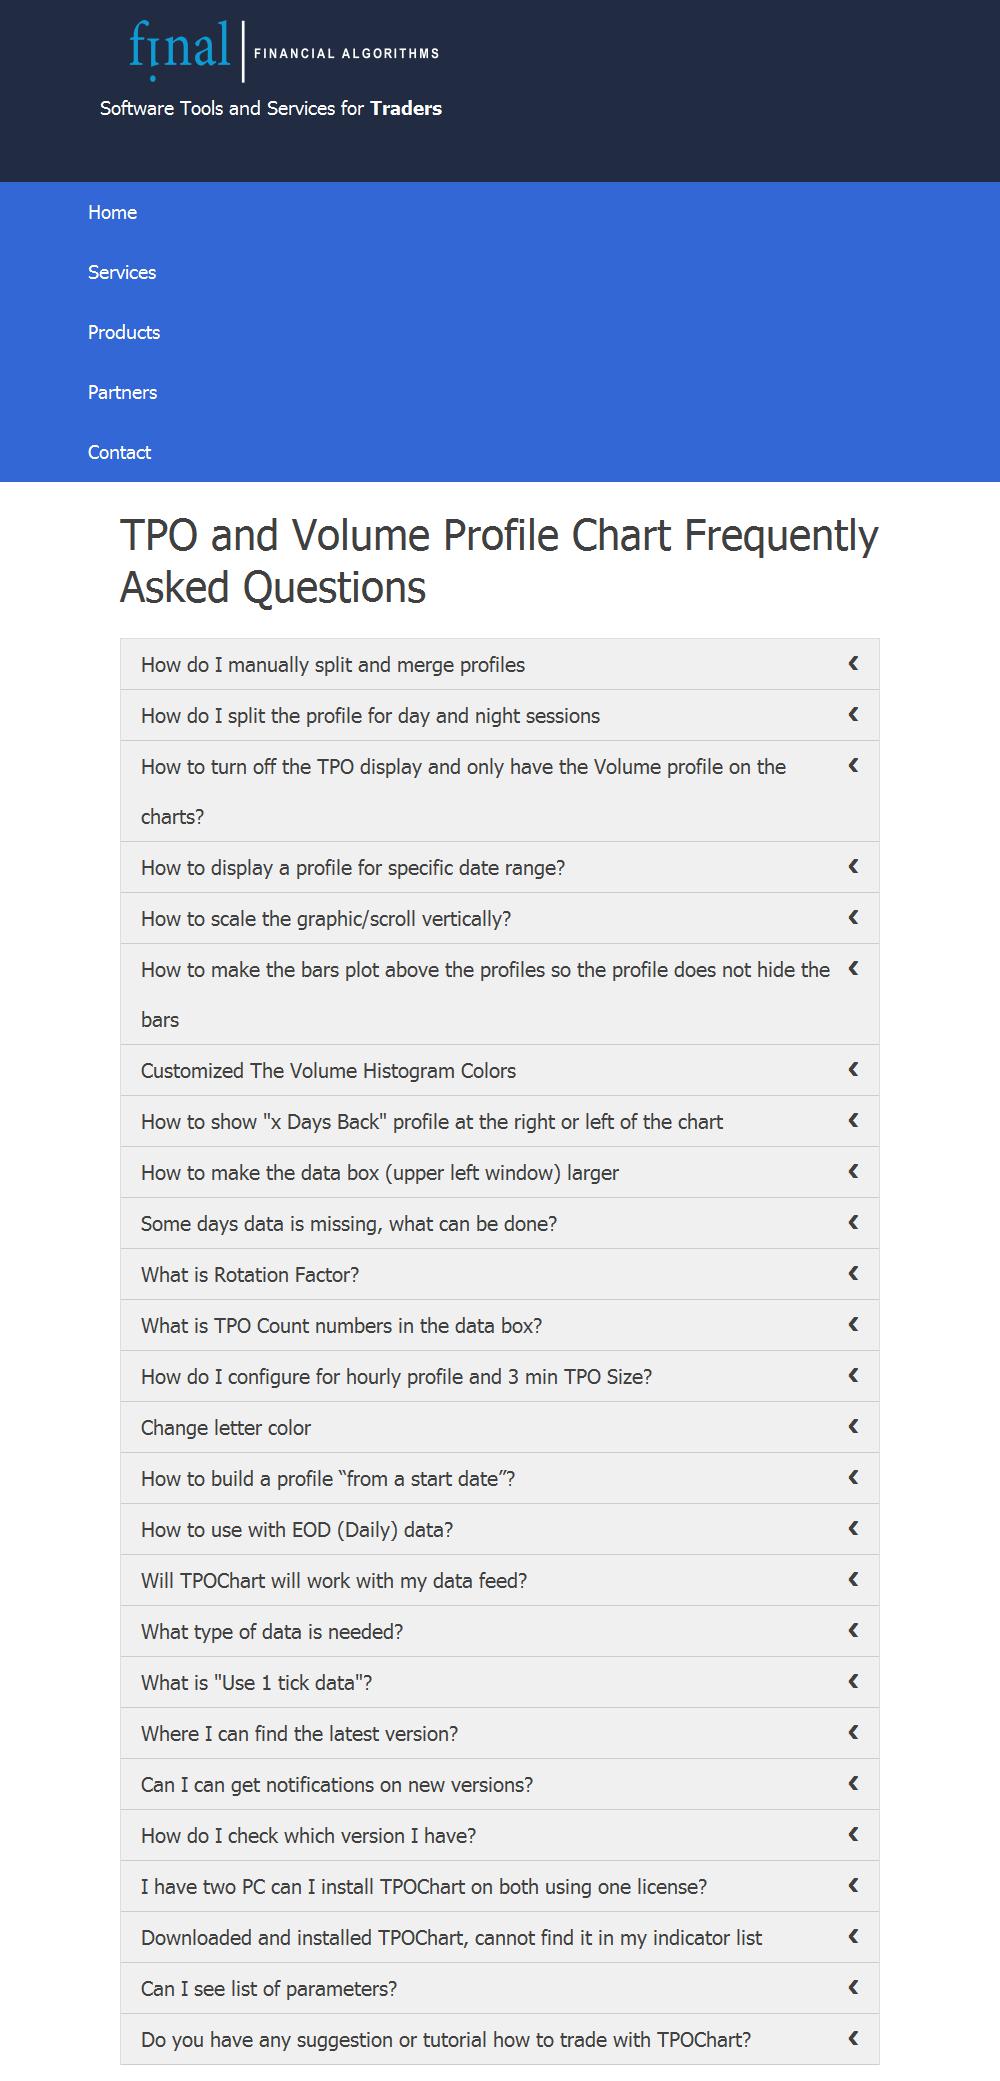 final | FINANCIAL ALGORITHMS
Software Tools and Services for Traders
Home
Services
Products
Partners
Contact
TPO and Volume Profile Chart Frequently
Asked Questions
How do I manually split and merge profiles
How do I split the profile for day and night sessions
How to turn off the TPO display and only have the Volume profile on the
charts?
How to display a profile for specific date range?
How to scale the graphic/scroll vertically?
How to make the bars plot above the profiles so the profile does not hide the
bars
Customized The Volume Histogram Colors
How to show "x Days Back" profile at the right or left of the chart
How to make the data box (upper left window) larger
Some days data is missing, what can be done?
What is Rotation Factor?
What is TPO Count numbers in the data box?
How do I configure for hourly profile and 3 min TPO Size?
Change letter color
How to build a profile “from a start date”?
How to use with EOD (Daily) data?
Will TPOChart will work with my data feed?
What type of data is needed?
What is "Use 1 tick data"?
Where I can find the latest version?
Can I can get notifications on new versions?
How do I check which version I have?
I have two PC can I install TPOChart on both using one license?
Downloaded and installed TPOChart, cannot find it in my indicator list
Can I see list of parameters?
Do you have any suggestion or tutorial how to trade with TPOChart?